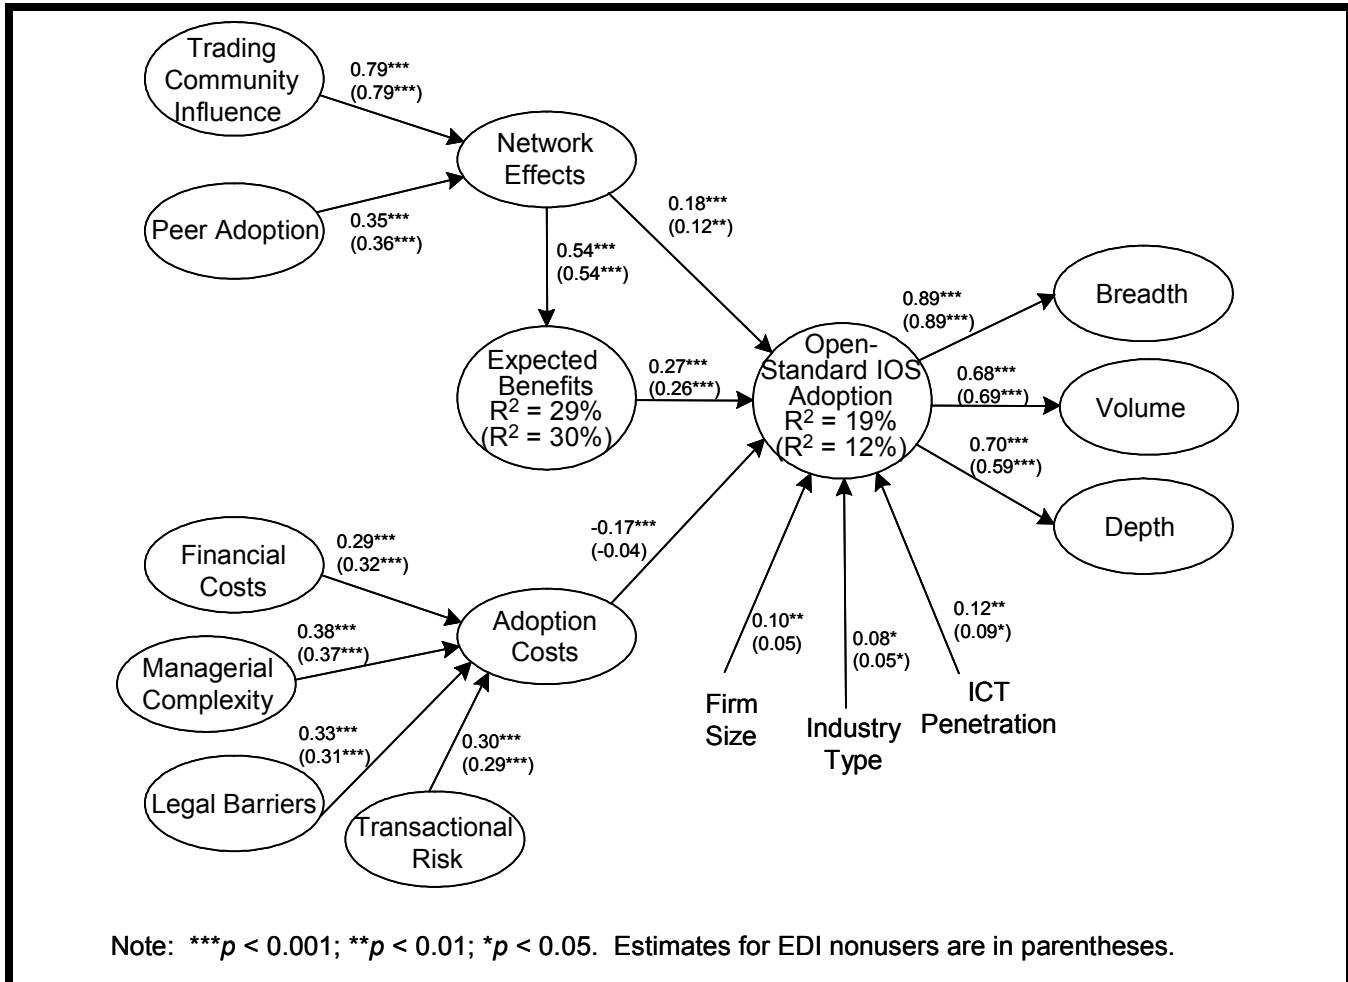 Trading
Community
Influence
0.79***
(0.79***)
Network
Effects
Peer Adoption
0.35***
(0.36***)
0.18***
(0.12**)
0.54***
(0.54***)
Expected
Benefits
R² = 29%
(R² = 30%)
0.27***
(0.26***)
Open-
Standard IOS
Adoption
R² = 19%
(R² = 12%)
0.89***
(0.89***)
Breadth
0.68***
(0.69***)
Volume
0.70***
(0.59***)
Depth
Financial
Costs
0.29***
(0.32***)
-0.17***
(-0.04)
Managerial
Complexity
0.38***
(0.37***)
Adoption
Costs
Legal Barriers
0.33***
(0.31***)
Transactional
Risk
0.30***
(0.29***)
0.10**
(0.05)
Firm
Size
0.08*
(0.05*)
Industry
Type
0.12**
(0.09*)
ICT
Penetration
Note: ***p < 0.001; **p < 0.01; *p < 0.05. Estimates for EDI nonusers are in parentheses.